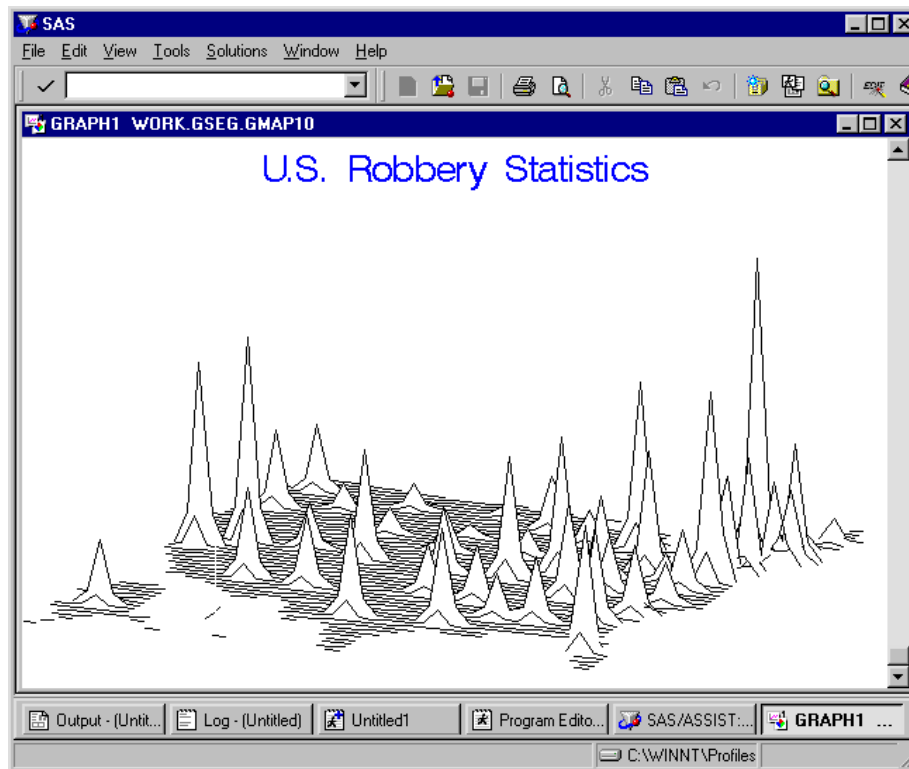 SAS
File Edit View Tools Solutions Window Help
GRAPH1 WORK.GSEG.GMAP10
U.S. Robbery Statistics
Output - (Untit... Log - (Untitled) Untitled1 Program Edito... SAS/ASSIST:... GRAPH1 ...
C:\WINNT\Profiles